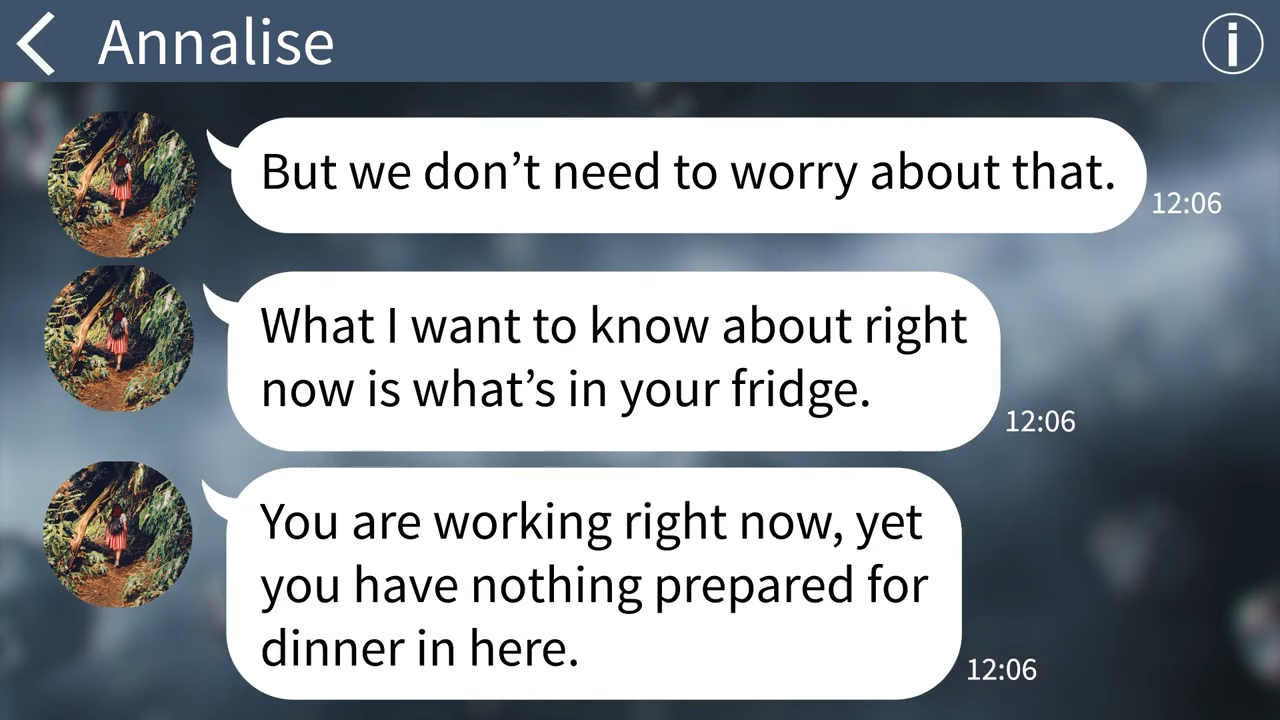 Annalise
But we don’t need to worry about that.
12:06
What I want to know about right
now is what’s in your fridge.
12:06
You are working right now, yet
you have nothing prepared for
dinner in here.
12:06